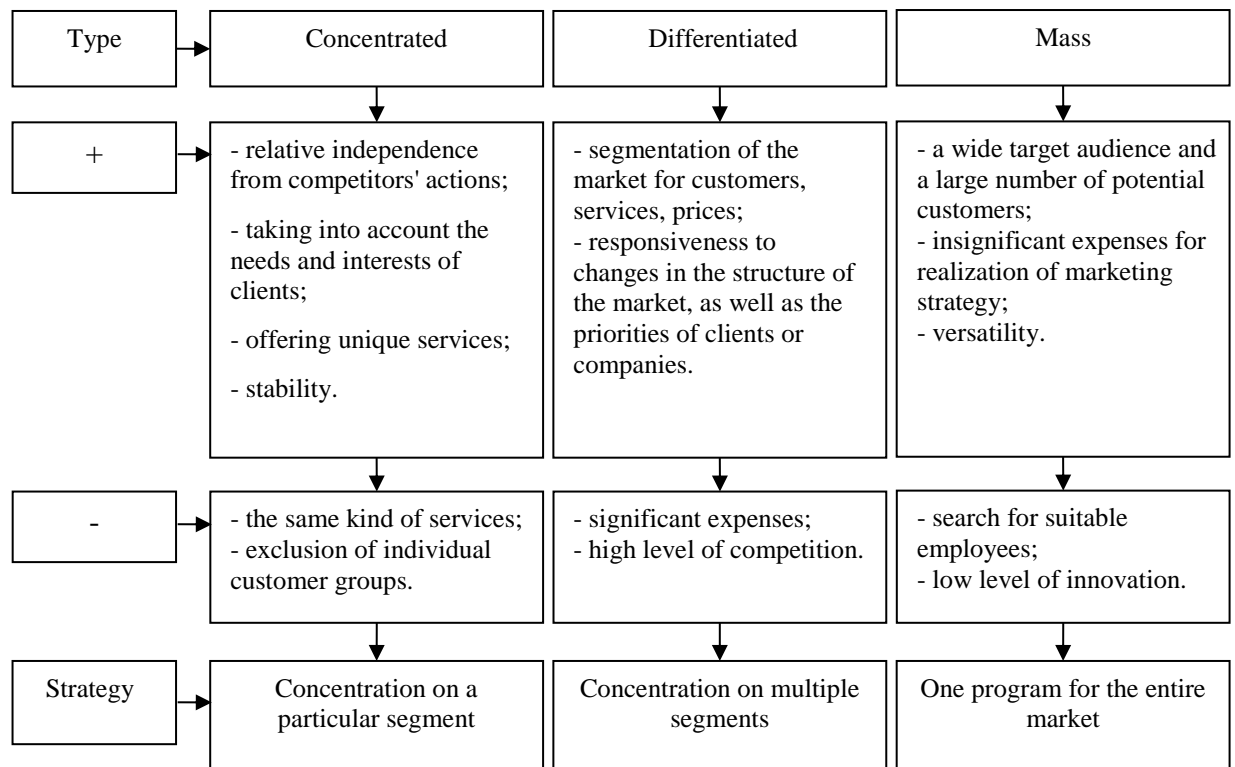 Type
Concentrated
Differentiated
Mass
+
- relative independence
from competitors' actions;
- taking into account the
needs and interests of
clients;
- offering unique services;
- stability.
- segmentation of the
market for customers,
services, prices;
- responsiveness to
changes in the structure of
the market, as well as the
priorities of clients or
companies.
- a wide target audience and
a large number of potential
customers;
- insignificant expenses for
realization of marketing
strategy;
- versatility.
-
- the same kind of services;
- exclusion of individual
customer groups.
- significant expenses;
- high level of competition.
- search for suitable
employees;
- low level of innovation.
Strategy
Concentration on a
particular segment
Concentration on multiple
segments
One program for the entire
market